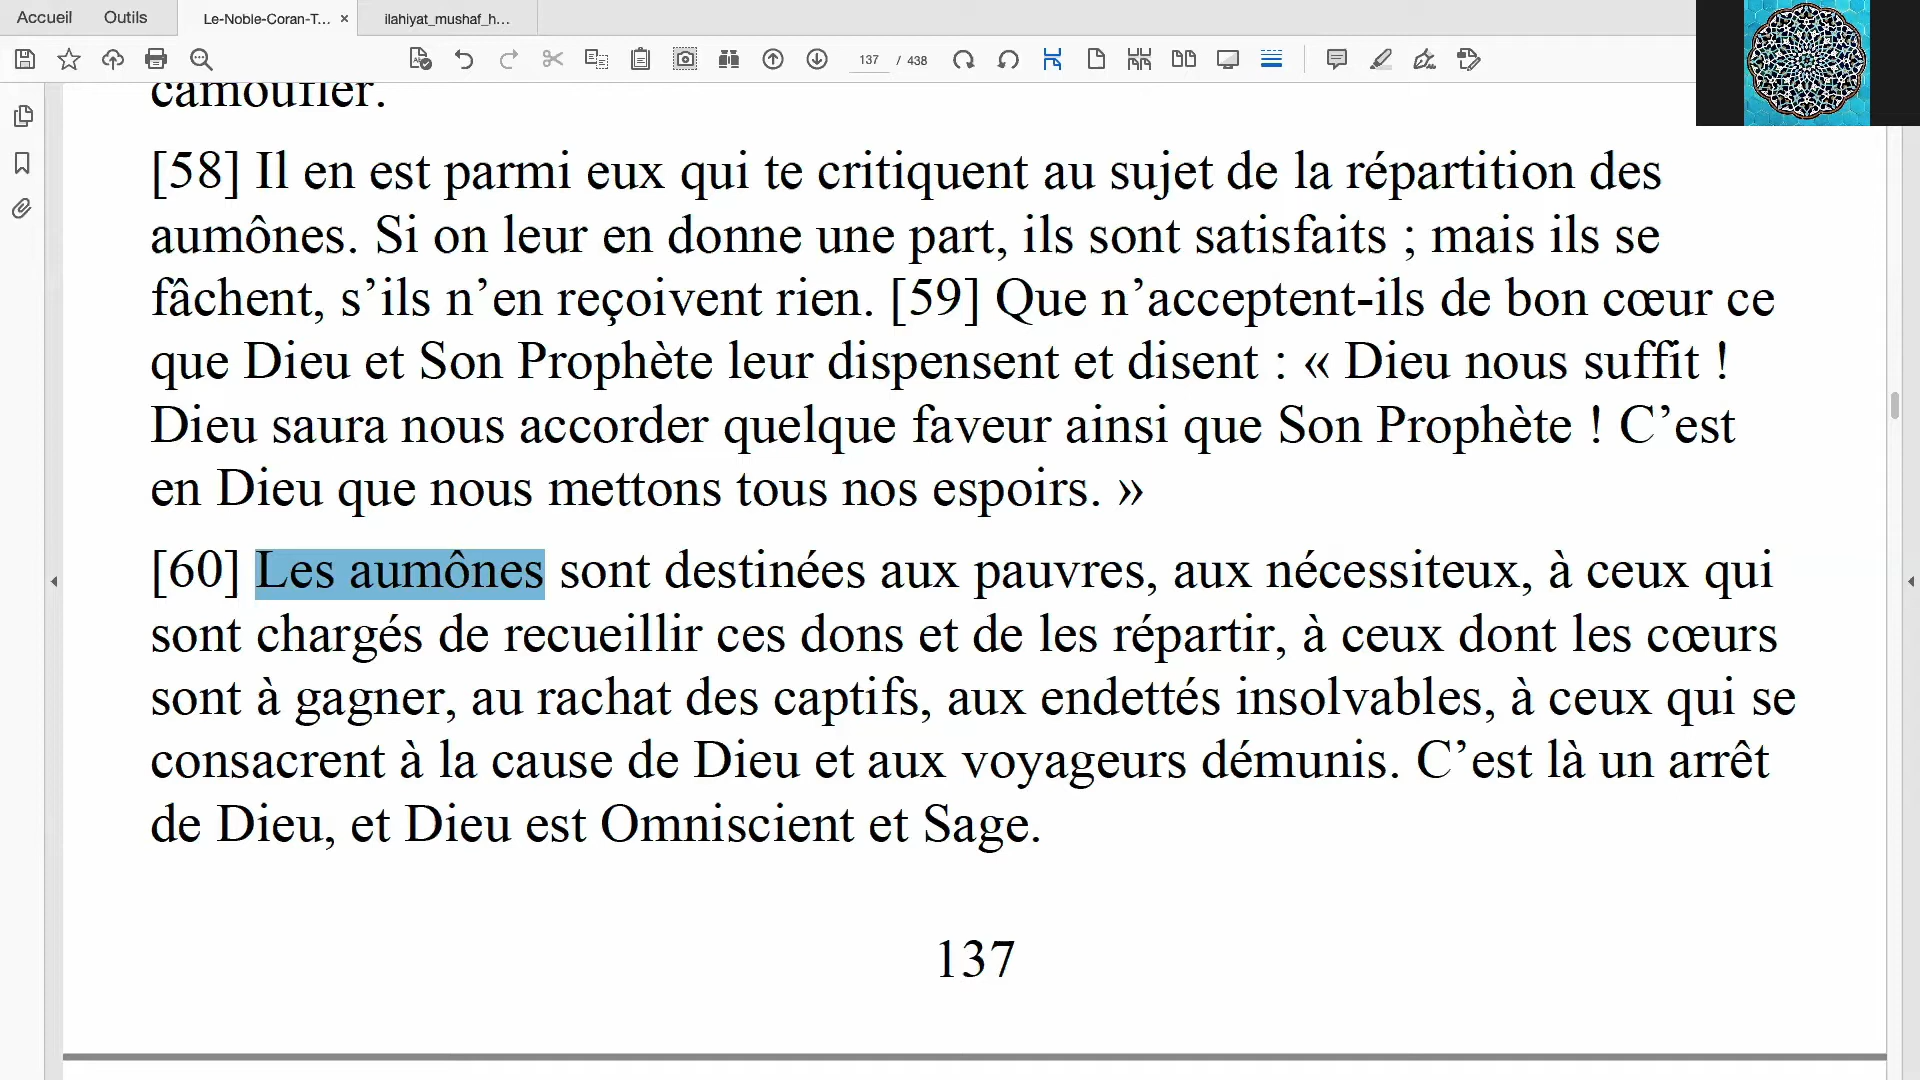 Accueil Outils Le-Noble-Coran-T... × ilahiyat_mushaf_h...
137 / 438
camoufler.
[58] Il en est parmi eux qui te critiquent au sujet de la répartition des
aumônes. Si on leur en donne une part, ils sont satisfaits ; mais ils se
fâchent, s’ils n’en reçoivent rien. [59] Que n’acceptent-ils de bon cœur ce
que Dieu et Son Prophète leur dispensent et disent : « Dieu nous suffit !
Dieu saura nous accorder quelque faveur ainsi que Son Prophète ! C’est
en Dieu que nous mettons tous nos espoirs. »
[60] Les aumônes sont destinées aux pauvres, aux nécessiteux, à ceux qui
sont chargés de recueillir ces dons et de les répartir, à ceux dont les cœurs
sont à gagner, au rachat des captifs, aux endettés insolvables, à ceux qui se
consacrent à la cause de Dieu et aux voyageurs démunis. C’est là un arrêt
de Dieu, et Dieu est Omniscient et Sage.
137